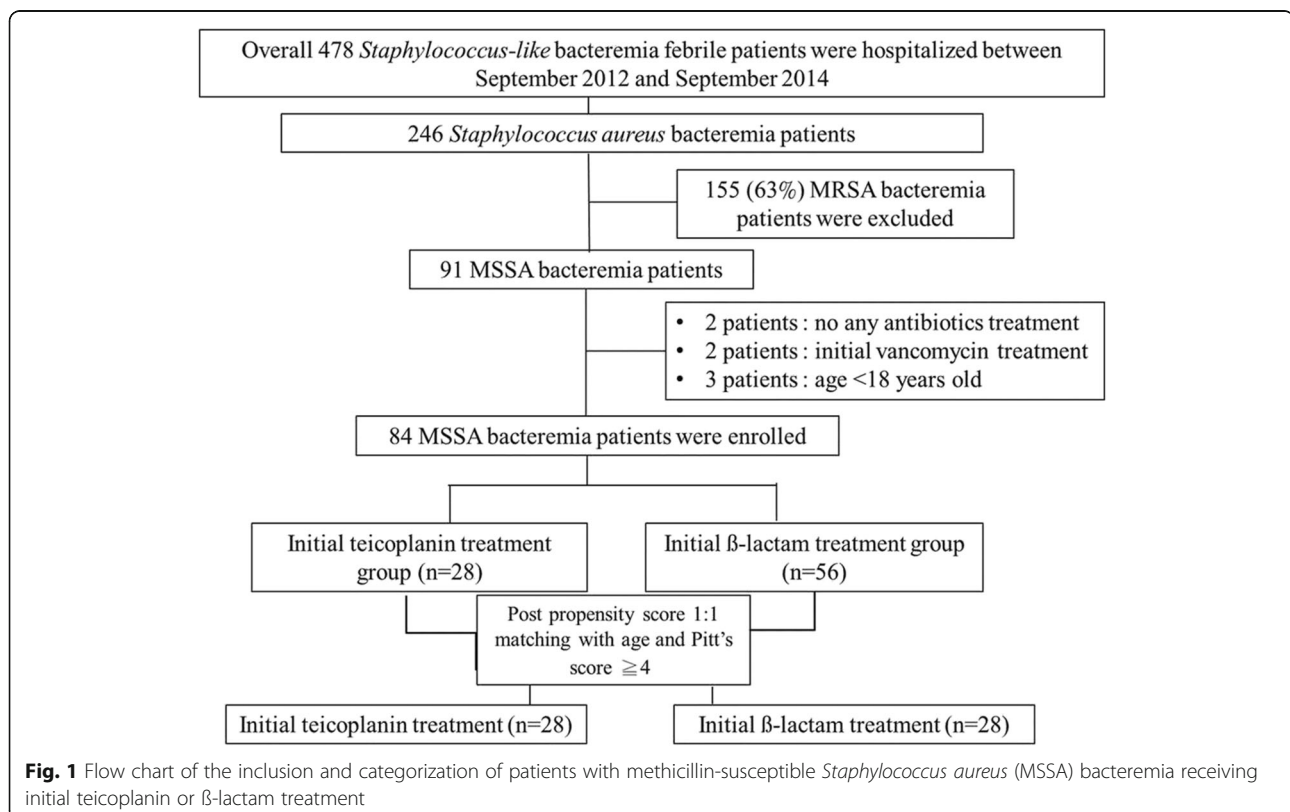 Overall 478 Staphylococcus-like bacteremia febrile patients were hospitalized between
September 2012 and September 2014
246 Staphylococcus aureus bacteremia patients
155 (63%) MRSA bacteremia
patients were excluded
91 MSSA bacteremia patients
• 2 patients : no any antibiotics treatment
• 2 patients : initial vancomycin treatment
• 3 patients : age <18 years old
84 MSSA bacteremia patients were enrolled
Initial teicoplanin treatment
group (n=28)
Initial ß-lactam treatment group
(n=56)
Post propensity score 1:1
matching with age and Pitt's
score ≧4
Initial teicoplanin treatment (n=28)
Initial ß-lactam treatment (n=28)
Fig. 1 Flow chart of the inclusion and categorization of patients with methicillin-susceptible Staphylococcus aureus (MSSA) bacteremia receiving
initial teicoplanin or ß-lactam treatment